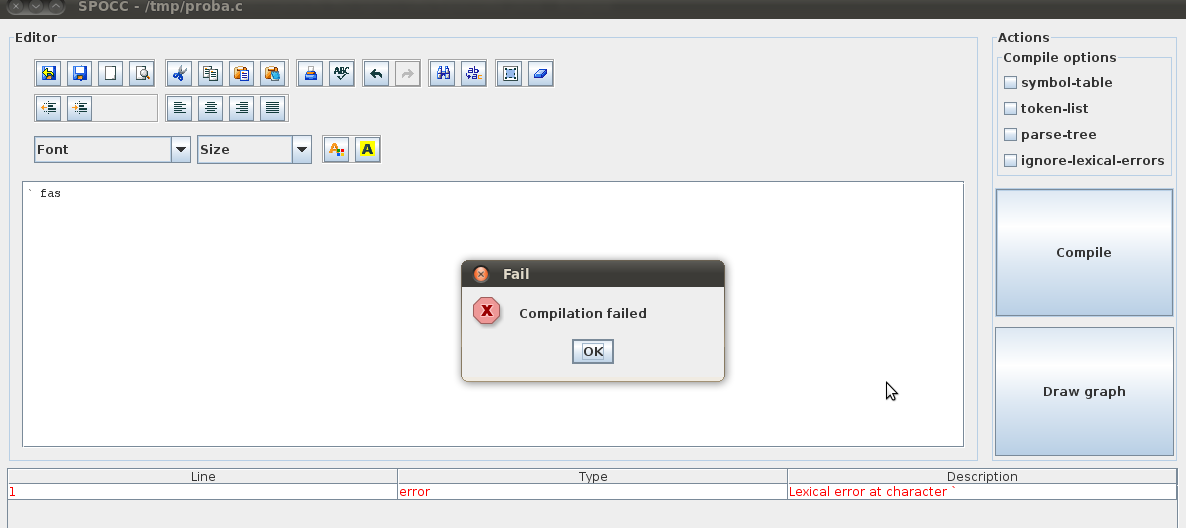 SPOCC - /tmp/proba.c
Editor
Actions
Compile options
symbol-table
token-list
parse-tree
ignore-lexical-errors
ABC
Font
Size
A
A
` fas
Compile
Draw graph
Fail
Compilation failed
OK
Line Type Description
1 error Lexical error at character `